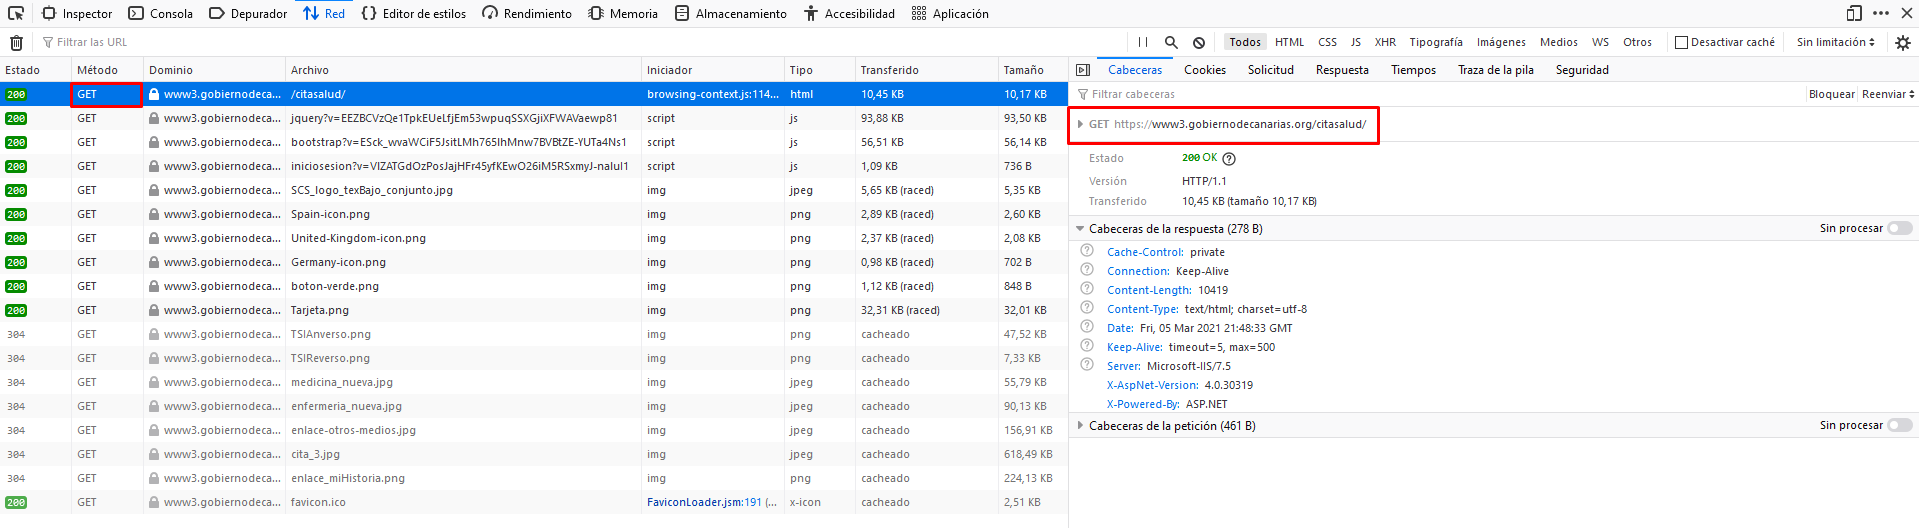 Inspector Consola Depurador Red Editor de estilos Rendimiento Memoria Almacenamiento Accesibilidad Aplicación
Filtrar las URL Todos HTML CSS JS XHR Tipografía Imágenes Medios WS Otros Desactivar caché Sin limitación
Estado Método Dominio Archivo Iniciador Tipo Transferido Tamaño
200 GET www3.gobiernodeca... /citasalud/ browsing-context.js:114... html 10,45 KB 10,17 KB
200 GET www3.gobiernodeca... jquery?v=EEZBCVzQe1TpkEUeLfjEm53wpuqSSXGjiXFWAVaewp81 script js 93,88 KB 93,50 KB
200 GET www3.gobiernodeca... bootstrap?v=ESck_wvaWCiF5JsitLMh765IhMnw7BVBtZE-YUTa4Ns1 script js 56,51 KB 56,14 KB
200 GET www3.gobiernodeca... iniciosesion?v=VIZATGdOzPosJajHFr45yfKEwO26iM5RSxmyJ-naIuI1 script js 1,09 KB 736 B
200 GET www3.gobiernodeca... SCS_logo_texBajo_conjunto.jpg img jpeg 5,65 KB (raced) 5,35 KB
200 GET www3.gobiernodeca... Spain-icon.png img png 2,89 KB (raced) 2,60 KB
200 GET www3.gobiernodeca... United-Kingdom-icon.png img png 2,37 KB (raced) 2,08 KB
200 GET www3.gobiernodeca... Germany-icon.png img png 0,98 KB (raced) 702 B
200 GET www3.gobiernodeca... boton-verde.png img png 1,12 KB (raced) 848 B
200 GET www3.gobiernodeca... Tarjeta.png img png 32,31 KB (raced) 32,01 KB
304 GET www3.gobiernodeca... TSIAnverso.png img png cacheado 47,52 KB
304 GET www3.gobiernodeca... TSIReverso.png img png cacheado 7,33 KB
304 GET www3.gobiernodeca... medicina_nueva.jpg img jpeg cacheado 55,79 KB
304 GET www3.gobiernodeca... enfermeria_nueva.jpg img jpeg cacheado 90,13 KB
304 GET www3.gobiernodeca... enlace-otros-medios.jpg img jpeg cacheado 156,91 KB
304 GET www3.gobiernodeca... cita_3.jpg img jpeg cacheado 618,49 KB
304 GET www3.gobiernodeca... enlace_miHistoria.png img png cacheado 224,13 KB
200 GET www3.gobiernodeca... favicon.ico FaviconLoader.jsm:191 (... x-icon cacheado 2,51 KB
Cabeceras Cookies Solicitud Respuesta Tiempos Traza de la pila Seguridad
Filtrar cabeceras Bloquear Reenviar
GET https://www3.gobiernodecanarias.org/citasalud/
Estado 200 OK
Versión HTTP/1.1
Transferido 10,45 KB (tamaño 10,17 KB)
Cabeceras de la respuesta (278 B) Sin procesar
Cache-Control: private
Connection: Keep-Alive
Content-Length: 10419
Content-Type: text/html; charset=utf-8
Date: Fri, 05 Mar 2021 21:48:33 GMT
Keep-Alive: timeout=5, max=500
Server: Microsoft-IIS/7.5
X-AspNet-Version: 4.0.30319
X-Powered-By: ASP.NET
Cabeceras de la petición (461 B) Sin procesar